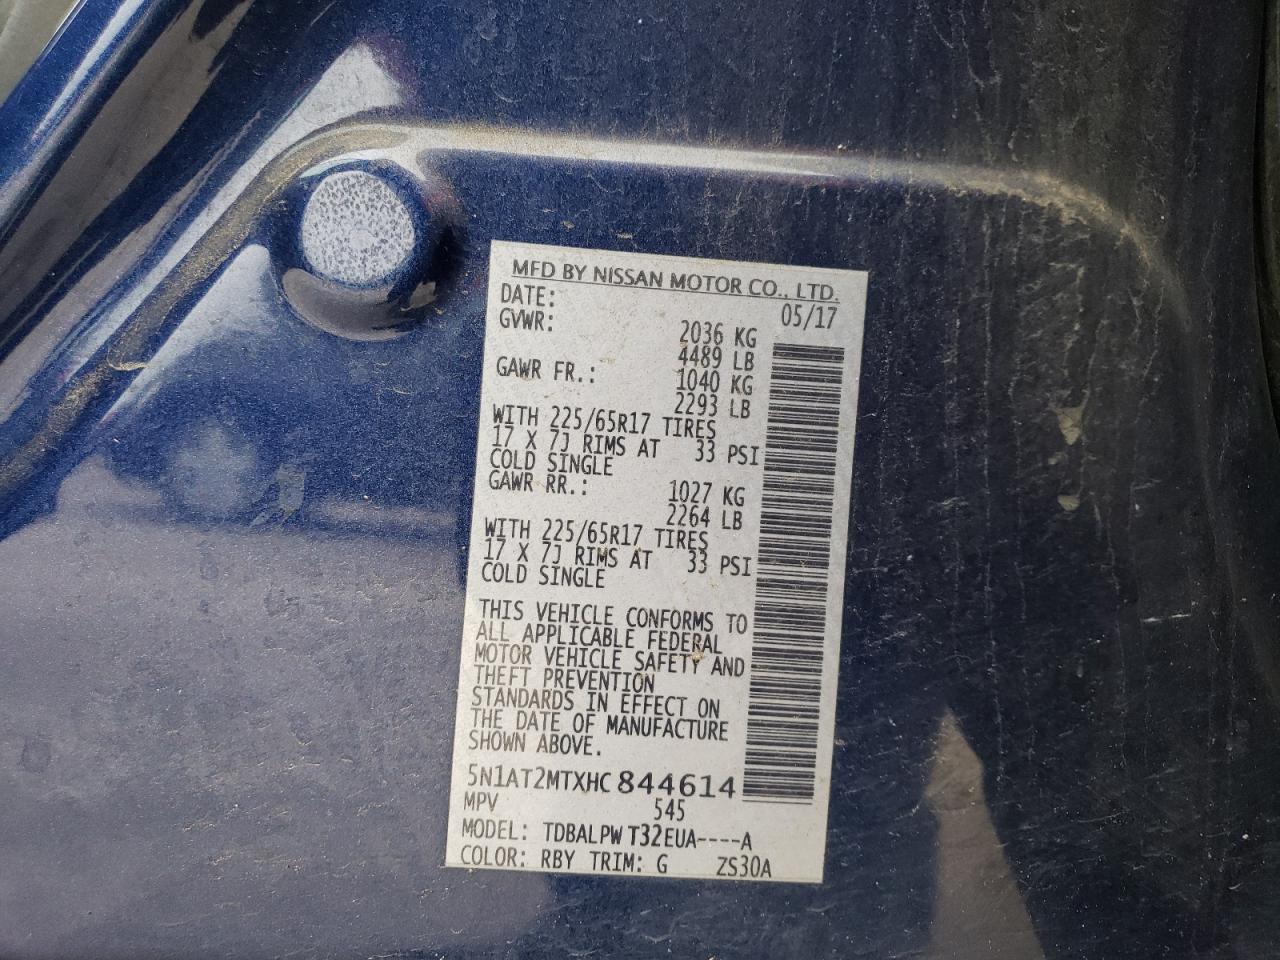 MFD BY NISSAN MOTOR CO., LTD.
DATE: 05/17
GVWR: 2036 KG
4489 LB
GAWR FR.: 1040 KG
2293 LB
WITH 225/65R17 TIRES
17 X 7J RIMS AT 33 PSI
COLD SINGLE
GAWR RR.: 1027 KG
2264 LB
WITH 225/65R17 TIRES
17 X 7J RIMS AT 33 PSI
COLD SINGLE
THIS VEHICLE CONFORMS TO
ALL APPLICABLE FEDERAL
MOTOR VEHICLE SAFETY AND
THEFT PREVENTION
STANDARDS IN EFFECT ON
THE DATE OF MANUFACTURE
SHOWN ABOVE.
5N1AT2MTXHC844614
MPV 545
MODEL: TDBALPW T32EUA----A
COLOR: RBY TRIM: G ZS30A